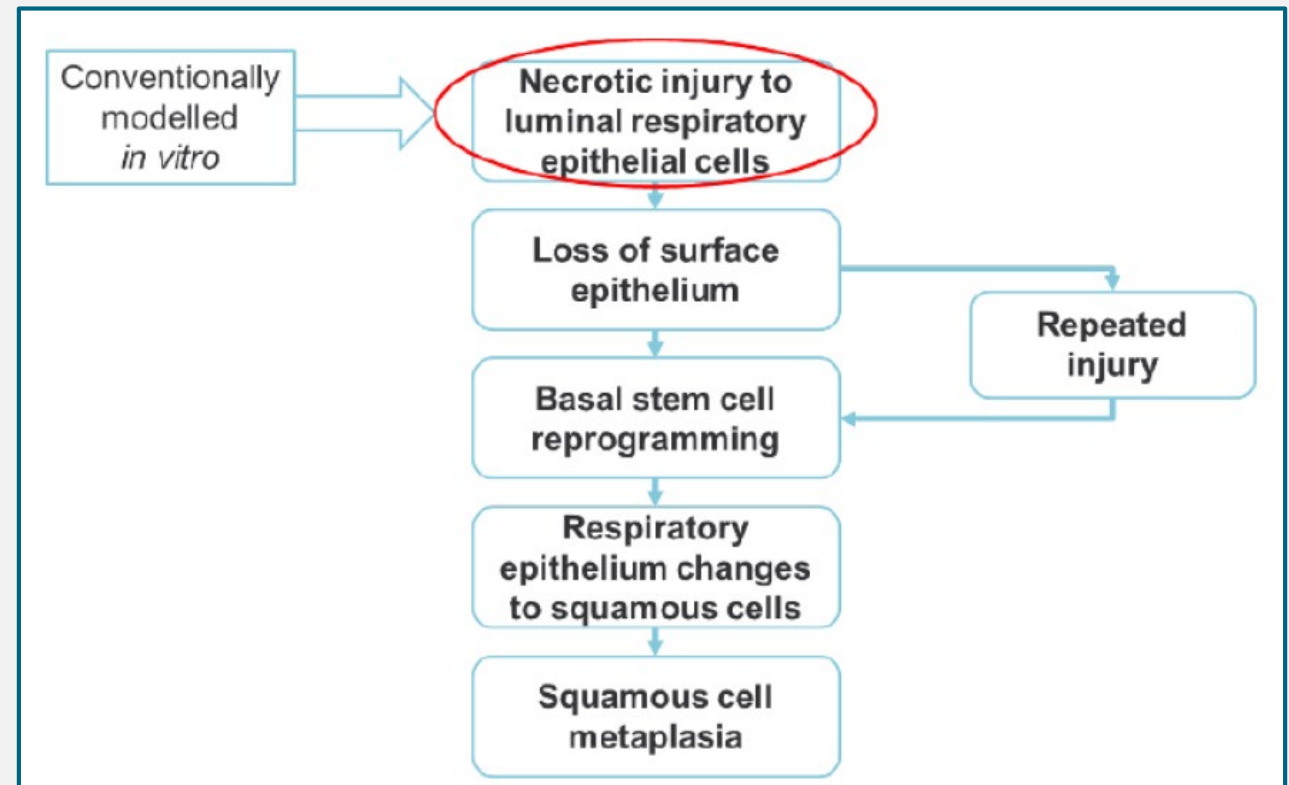 Conventionally
modelled
in vitro
Necrotic injury to
luminal respiratory
epithelial cells
Loss of surface
epithelium
Repeated
injury
Basal stem cell
reprogramming
Respiratory
epithelium changes
to squamous cells
Squamous cell
metaplasia